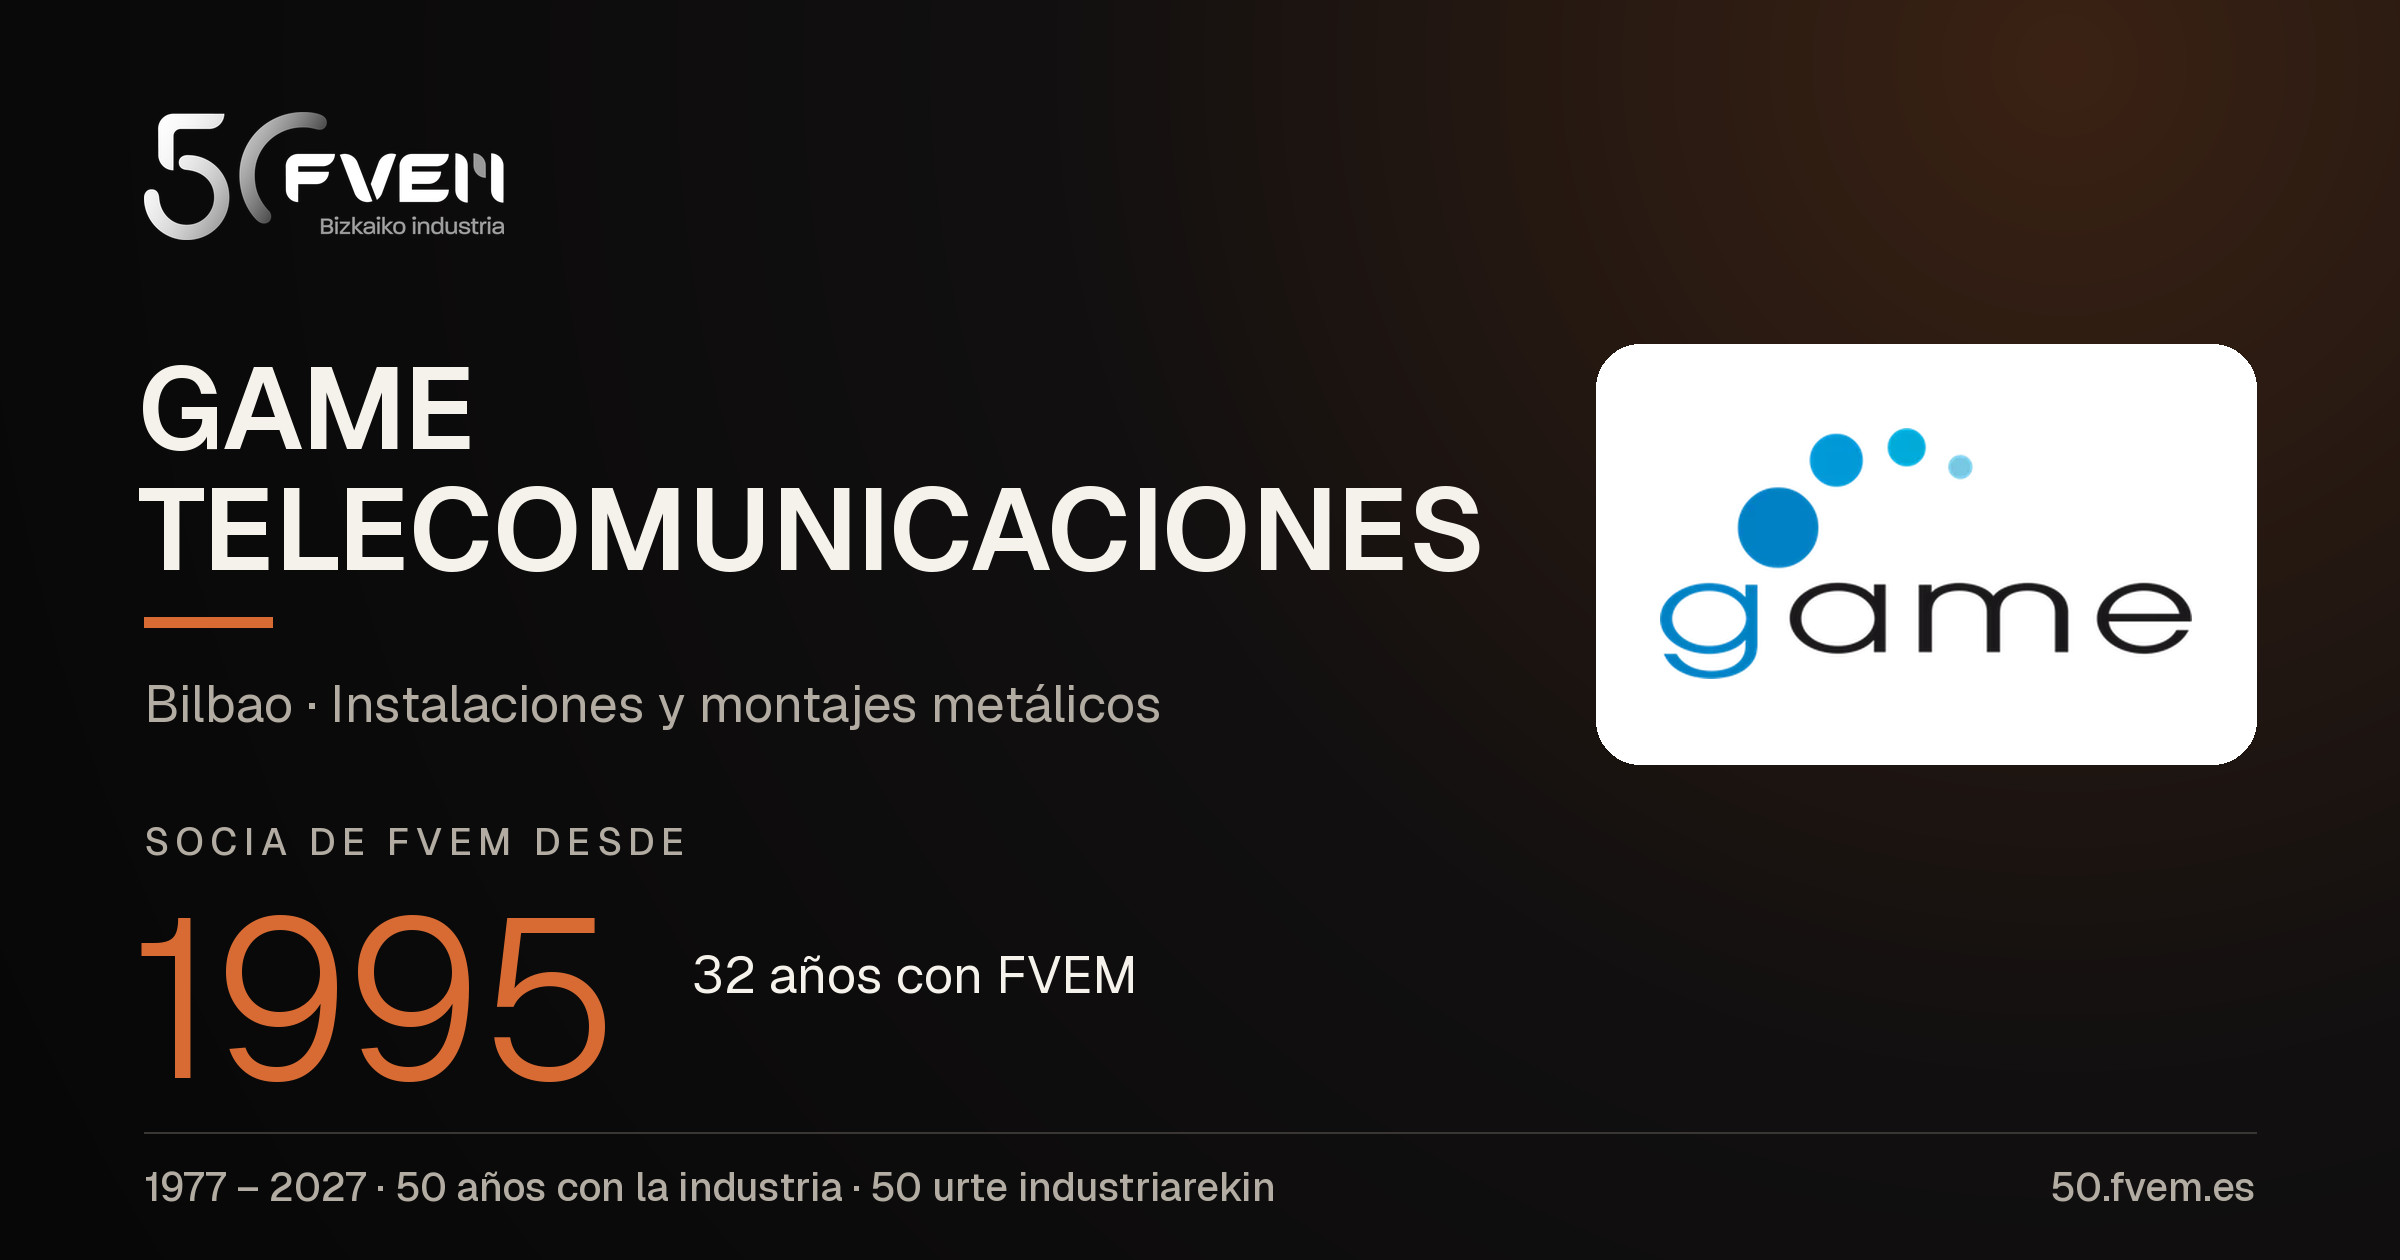 50 FVEM
Bizkaiko industria
GAME
TELECOMUNICACIONES
game
Bilbao · Instalaciones y montajes metálicos
SOCIA DE FVEM DESDE
1995
32 años con FVEM
1977 – 2027 · 50 años con la industria · 50 urte industriarekin
50.fvem.es